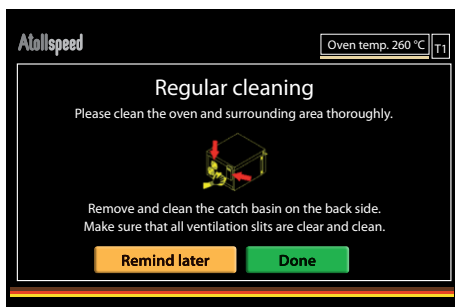 Atollspeed
Oven temp. 260 °C T1
Regular cleaning
Please clean the oven and surrounding area thoroughly.
Remove and clean the catch basin on the back side.
Make sure that all ventilation slits are clear and clean.
Remind later Done